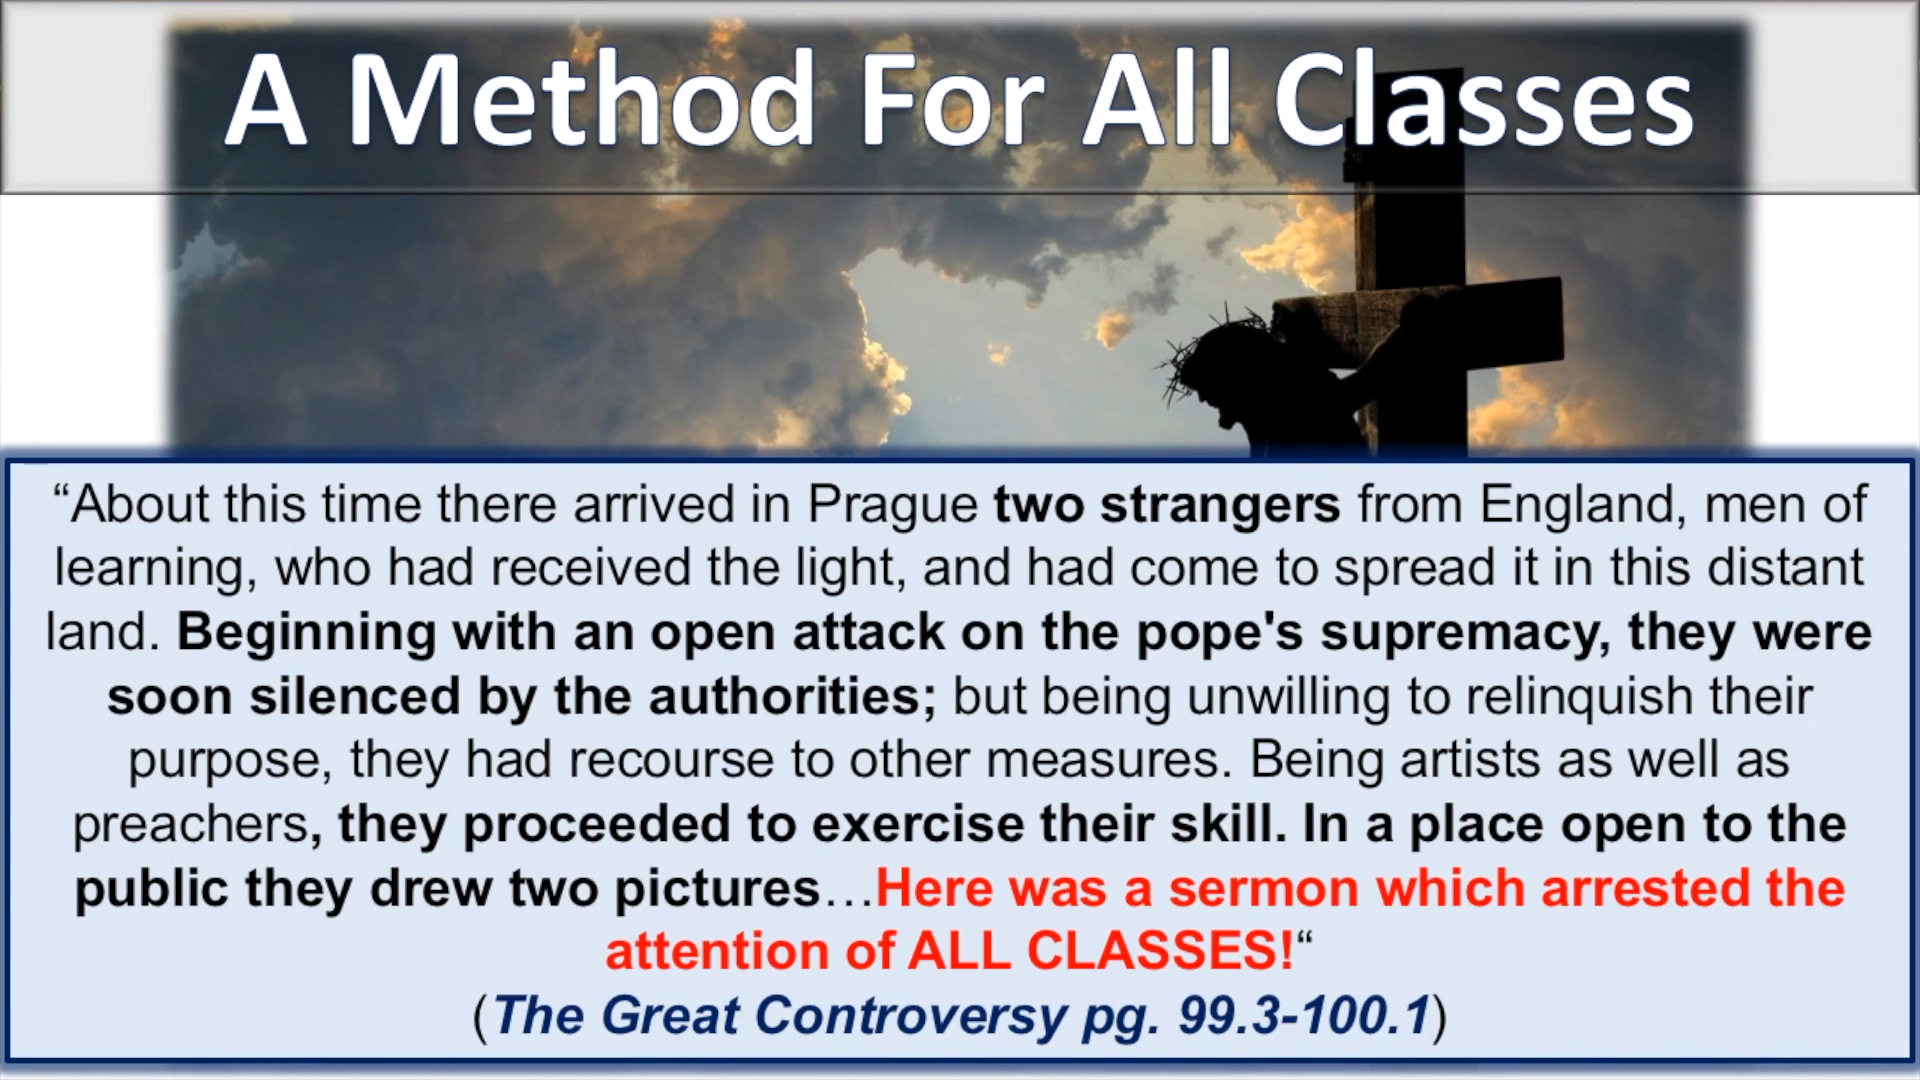 A Method For All Classes
“About this time there arrived in Prague two strangers from England, men of
learning, who had received the light, and had come to spread it in this distant
land. Beginning with an open attack on the pope's supremacy, they were
soon silenced by the authorities; but being unwilling to relinquish their
purpose, they had recourse to other measures. Being artists as well as
preachers, they proceeded to exercise their skill. In a place open to the
public they drew two pictures…Here was a sermon which arrested the
attention of ALL CLASSES!“
(The Great Controversy pg. 99.3-100.1)